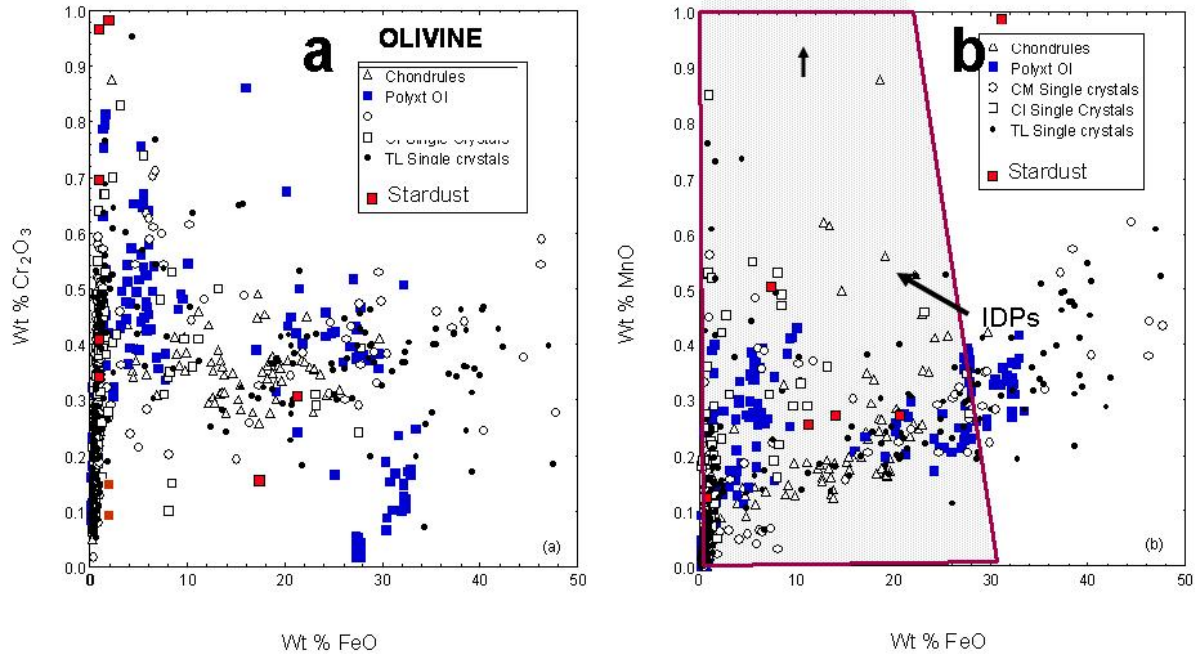 a
OLIVINE
Chondrules
Polyxt Ol
TL Single crystals
Stardust
Wt % Cr2O3
1.0
0.9
0.8
0.7
0.6
0.5
0.4
0.3
0.2
0.1
0.0
0
10
20
30
40
50
(a)
Wt % FeO
b
Chondrules
Polyxt Ol
CM Single crystals
CI Single Crystals
TL Single crystals
Stardust
IDPs
Wt % MnO
1.0
0.9
0.8
0.7
0.6
0.5
0.4
0.3
0.2
0.1
0.0
0
10
20
30
40
50
(b)
Wt % FeO